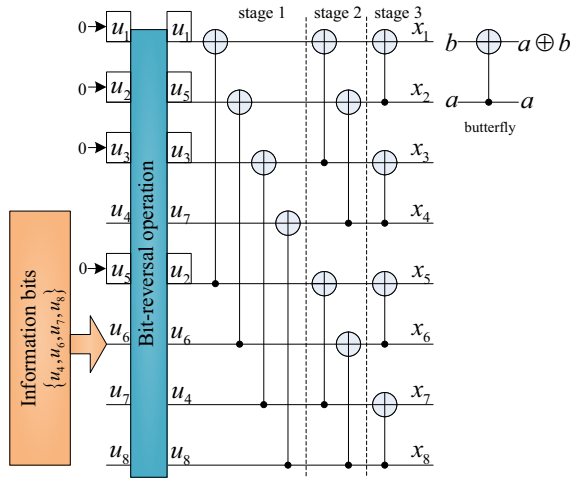 stage 1 stage 2 stage 3
0 u₁ u₁ x₁ b a ⊕ b
0 u₂ u₅ x₂ a a
butterfly
0 u₃ u₃ x₃
u₄ u₇ x₄
0 u₅ u₂ x₅
u₆ u₆ x₆
u₇ u₄ x₇
u₈ u₈ x₈
Bit-reversal operation
Information bits
{u₄,u₆,u₇,u₈}